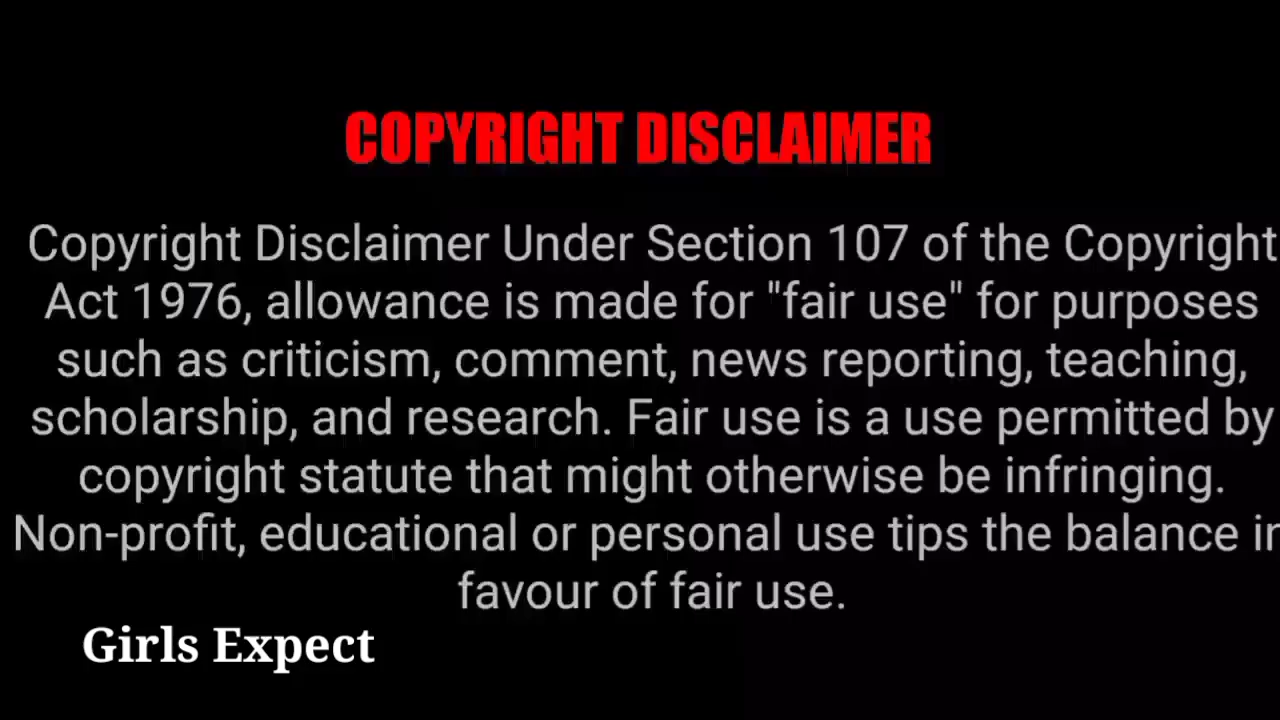 COPYRIGHT DISCLAIMER
Copyright Disclaimer Under Section 107 of the Copyright
Act 1976, allowance is made for "fair use" for purposes
such as criticism, comment, news reporting, teaching,
scholarship, and research. Fair use is a use permitted by
copyright statute that might otherwise be infringing.
Non-profit, educational or personal use tips the balance in
favour of fair use.
Girls Expect